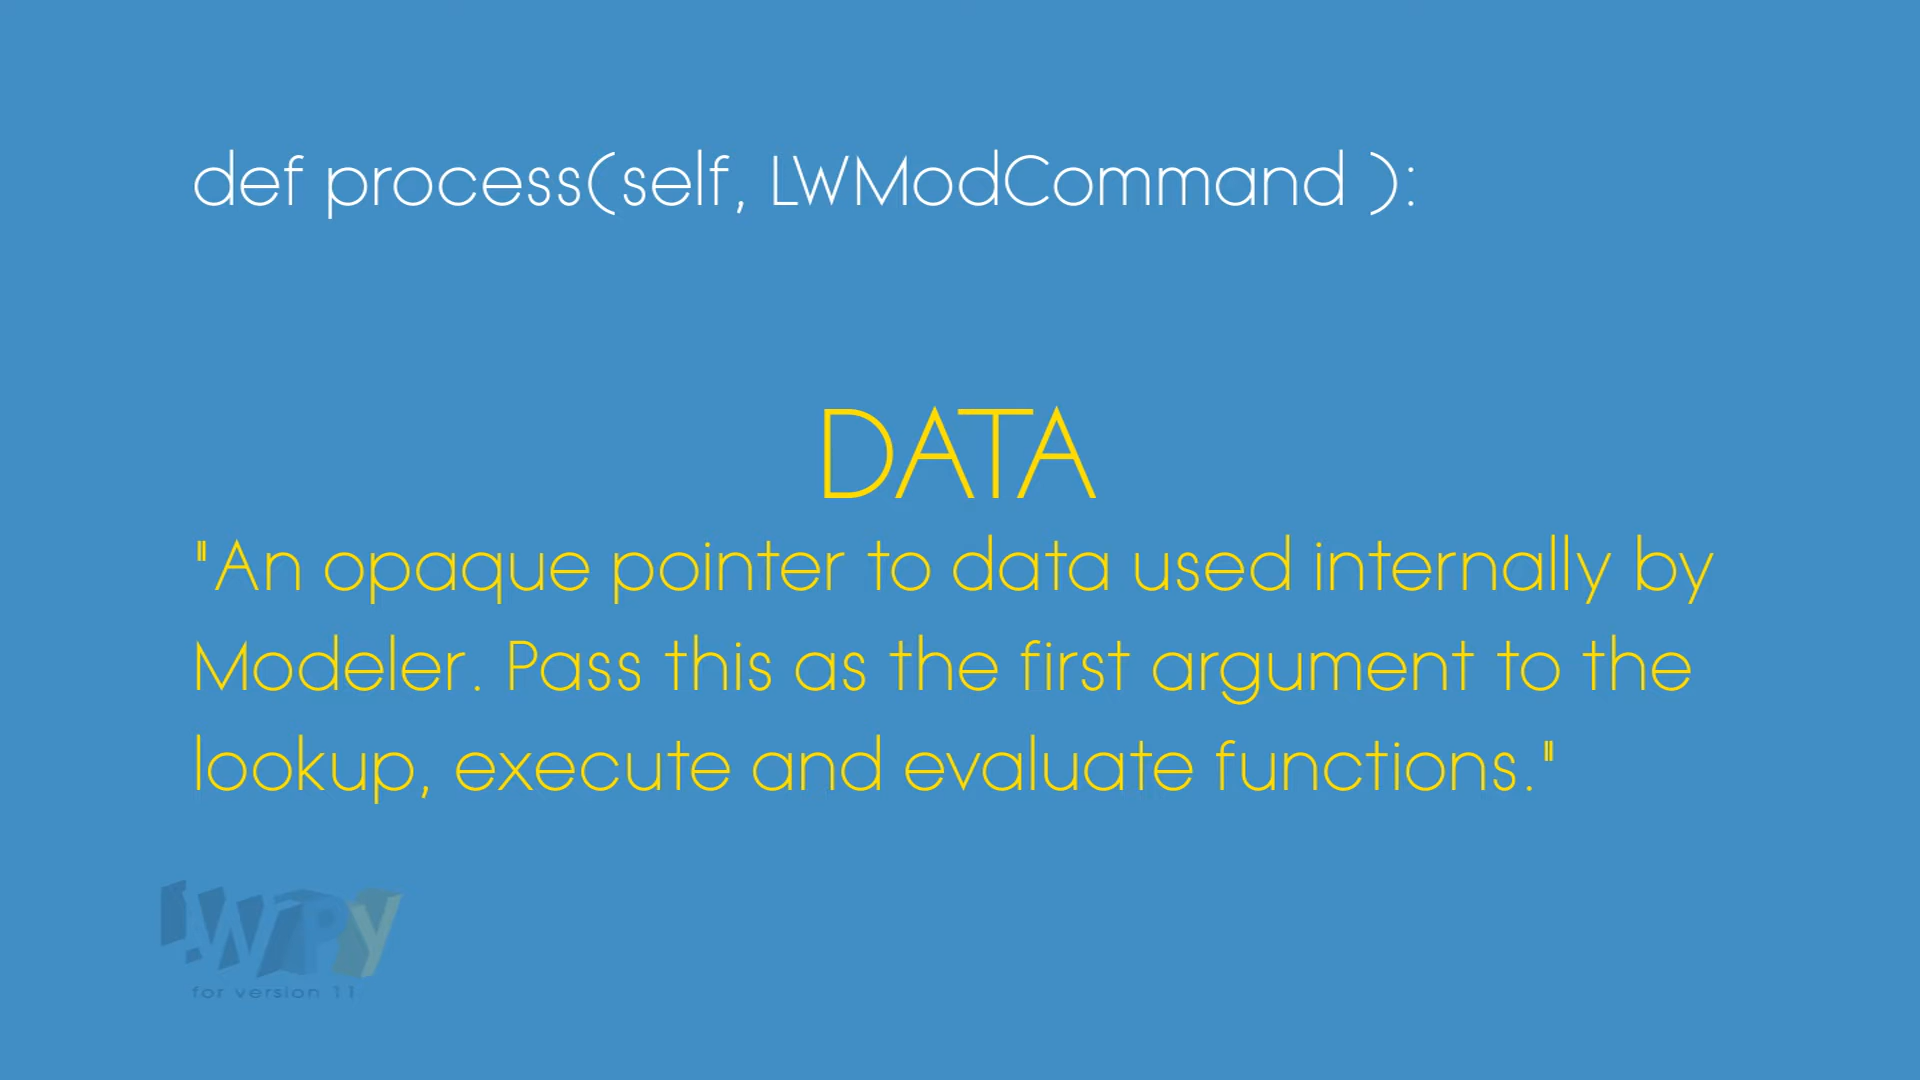 def process(self, LWModCommand ):
DATA
"An opaque pointer to data used internally by
Modeler. Pass this as the first argument to the
lookup, execute and evaluate functions."
LWPy
for version 11